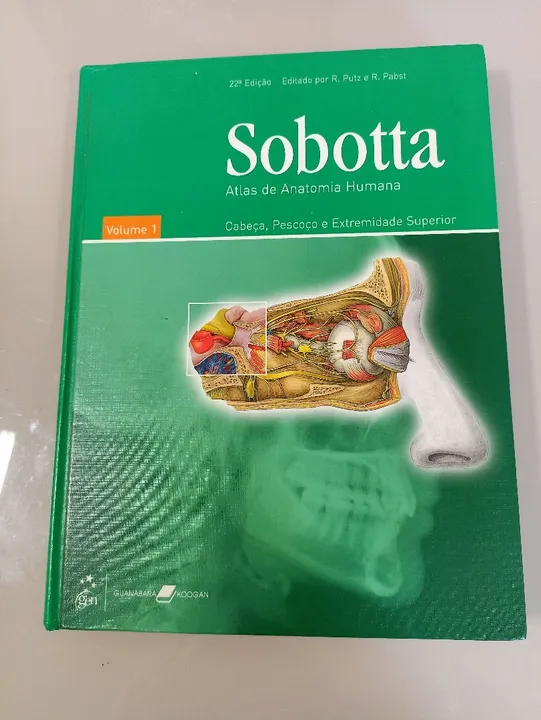 22ª Edição Editado por R. Putz e R. Pabst
Sobotta
Atlas de Anatomia Humana
Volume 1
Cabeça, Pescoço e Extremidade Superior
gen
GUANABARA KOOGAN